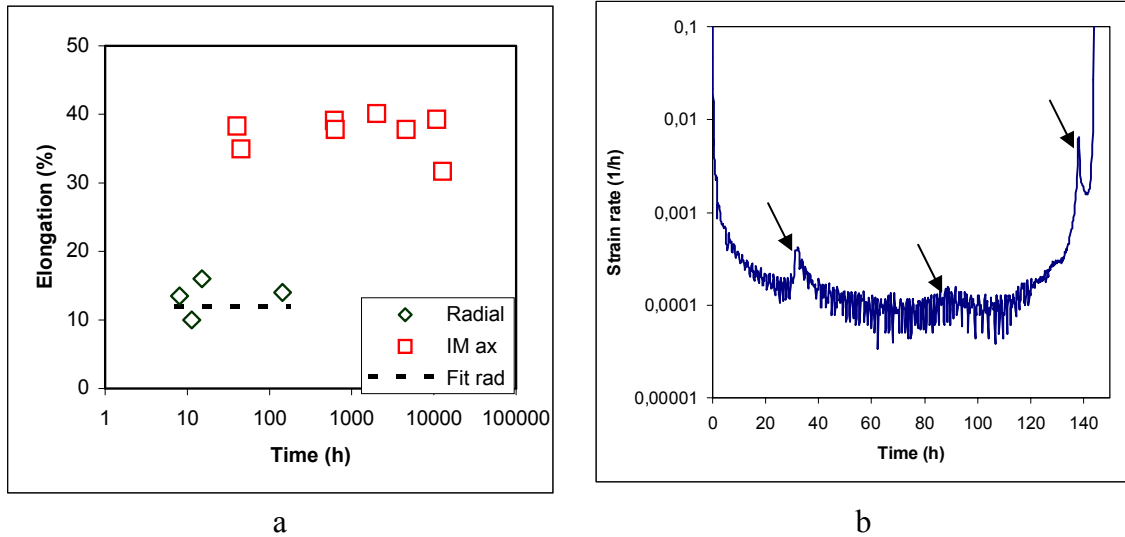 50
40
30
20
10
0
Elongation (%)
1 10 100 1000 10000 100000
Time (h)
Radial
IM ax
Fit rad
a
0,1
0,01
0,001
0,0001
0,00001
Strain rate (1/h)
0 20 40 60 80 100 120 140
Time (h)
b